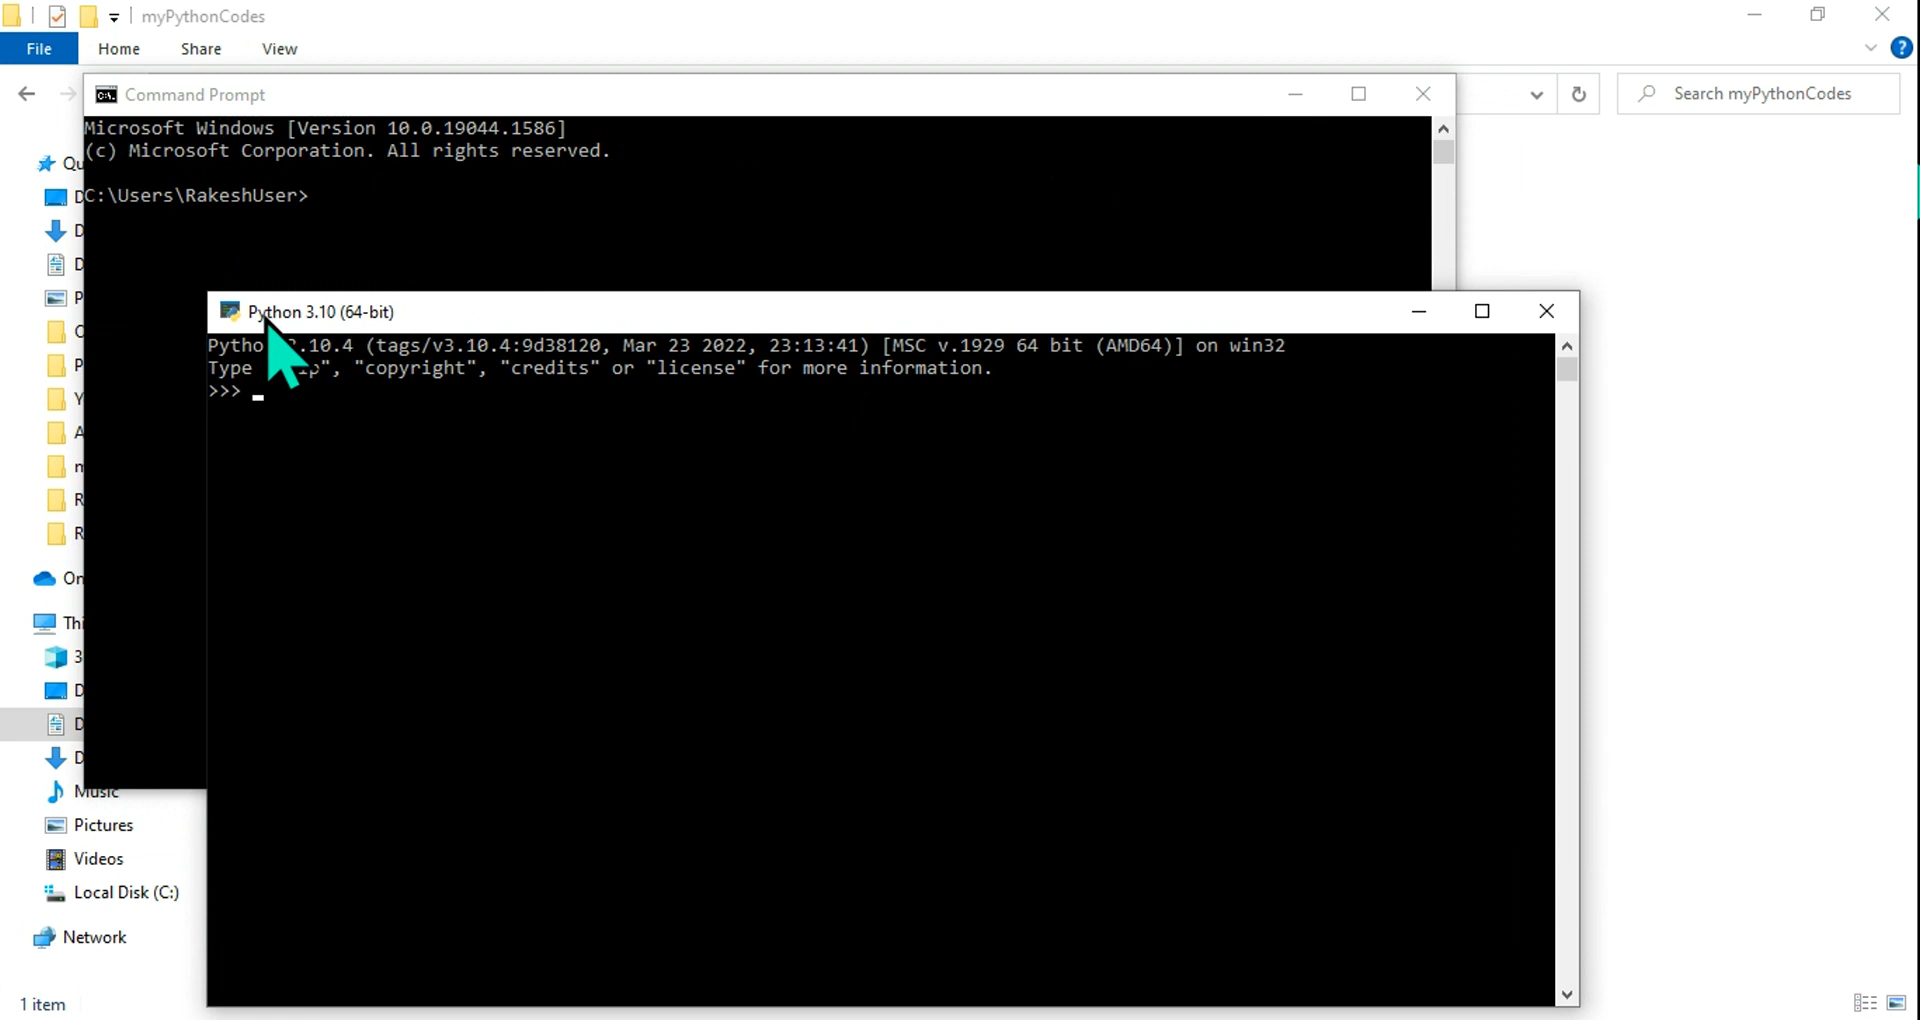 myPythonCodes
File Home Share View
Command Prompt
Search myPythonCodes
Microsoft Windows [Version 10.0.19044.1586]
(c) Microsoft Corporation. All rights reserved.
C:\Users\RakeshUser>
Python 3.10 (64-bit)
3.10.4 (tags/v3.10.4:9d38120, Mar 23 2022, 23:13:41) [MSC v.1929 64 bit (AMD64)] on win32
Type "copyright", "credits" or "license" for more information.
>>>
Music
Pictures
Videos
Local Disk (C:)
Network
1 item